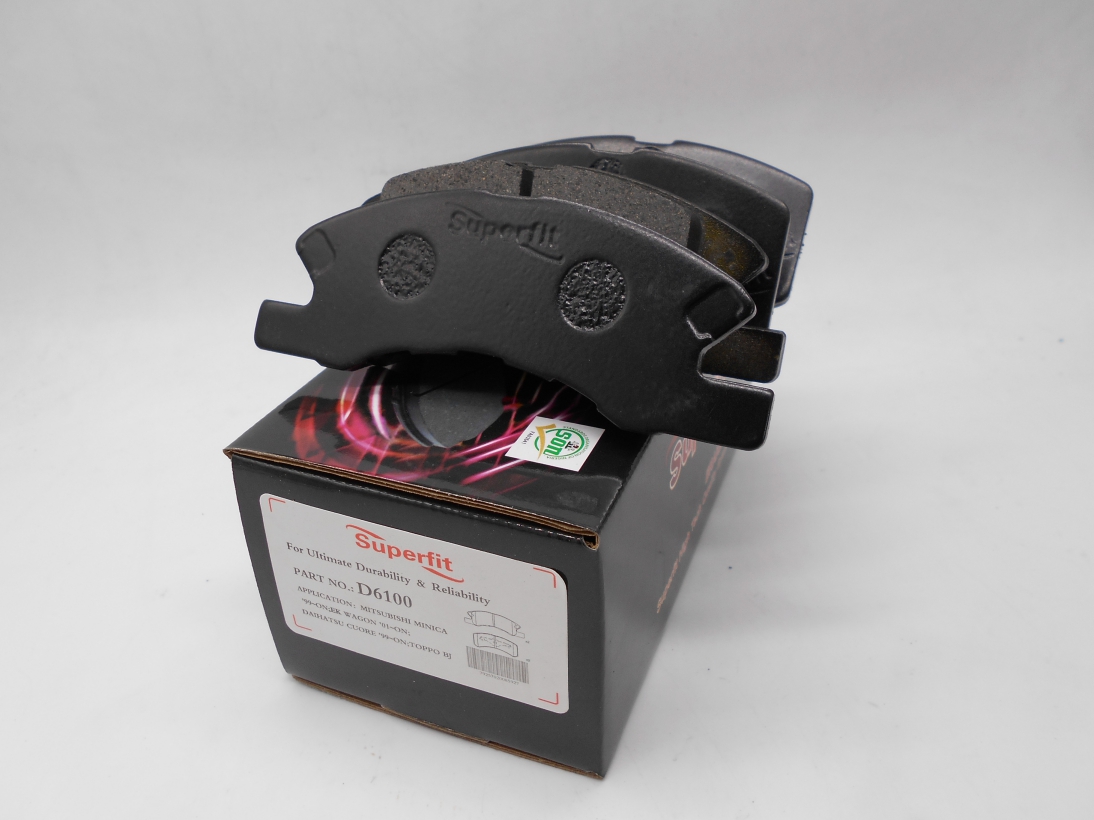 Superfit
SON
Superfit
For Ultimate Durability & Reliability
PART NO.: D6100
APPLICATION: MITSUBISHI MINICA
'99-ON;EK WAGON '01-ON;
DAIHATSU CUORE '99-ON;TOPPO BJ